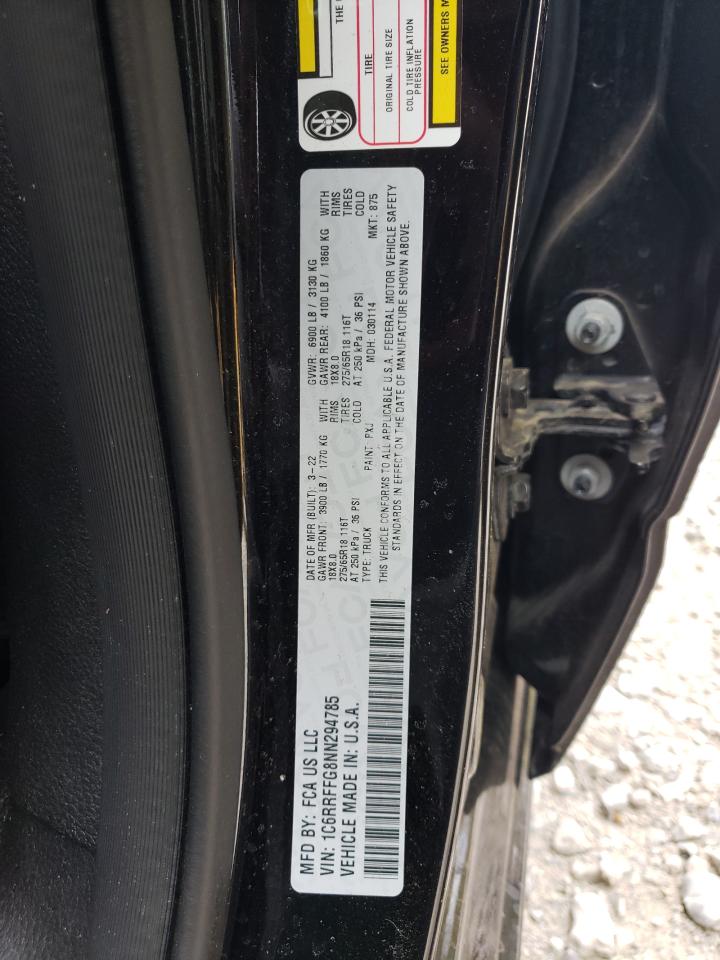 MFD BY: FCA US LLC
VIN: 1C6RRFFG8NN294785
VEHICLE MADE IN: U.S.A.
DATE OF MFR (BUILT): 3-22 GVWR: 6900 LB / 3130 KG
GAWR FRONT: 3900 LB / 1770 KG WITH GAWR REAR: 4100 LB / 1860 KG WITH
18X8.0 RIMS 18X8.0 RIMS
275/65R18 116T TIRES 275/65R18 116T TIRES
AT 250 kPa / 36 PSI COLD AT 250 kPa / 36 PSI COLD
TYPE: TRUCK PAINT: PXJ MDH: 030114 MKT: 875
THIS VEHICLE CONFORMS TO ALL APPLICABLE U.S.A. FEDERAL MOTOR VEHICLE SAFETY
STANDARDS IN EFFECT ON THE DATE OF MANUFACTURE SHOWN ABOVE.
THE
TIRE
ORIGINAL TIRE SIZE
COLD TIRE INFLATION
PRESSURE
SEE OWNERS